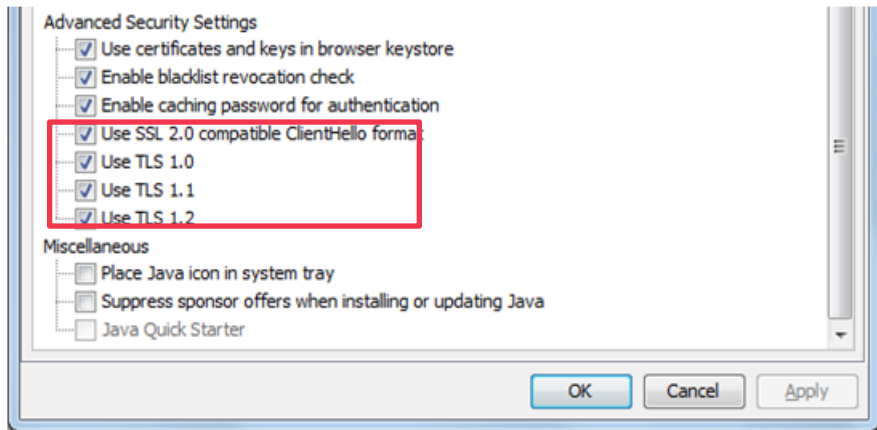 Advanced Security Settings
Use certificates and keys in browser keystore
Enable blacklist revocation check
Enable caching password for authentication
Use SSL 2.0 compatible ClientHello format
Use TLS 1.0
Use TLS 1.1
Use TLS 1.2
Miscellaneous
Place Java icon in system tray
Suppress sponsor offers when installing or updating Java
Java Quick Starter
OK Cancel Apply